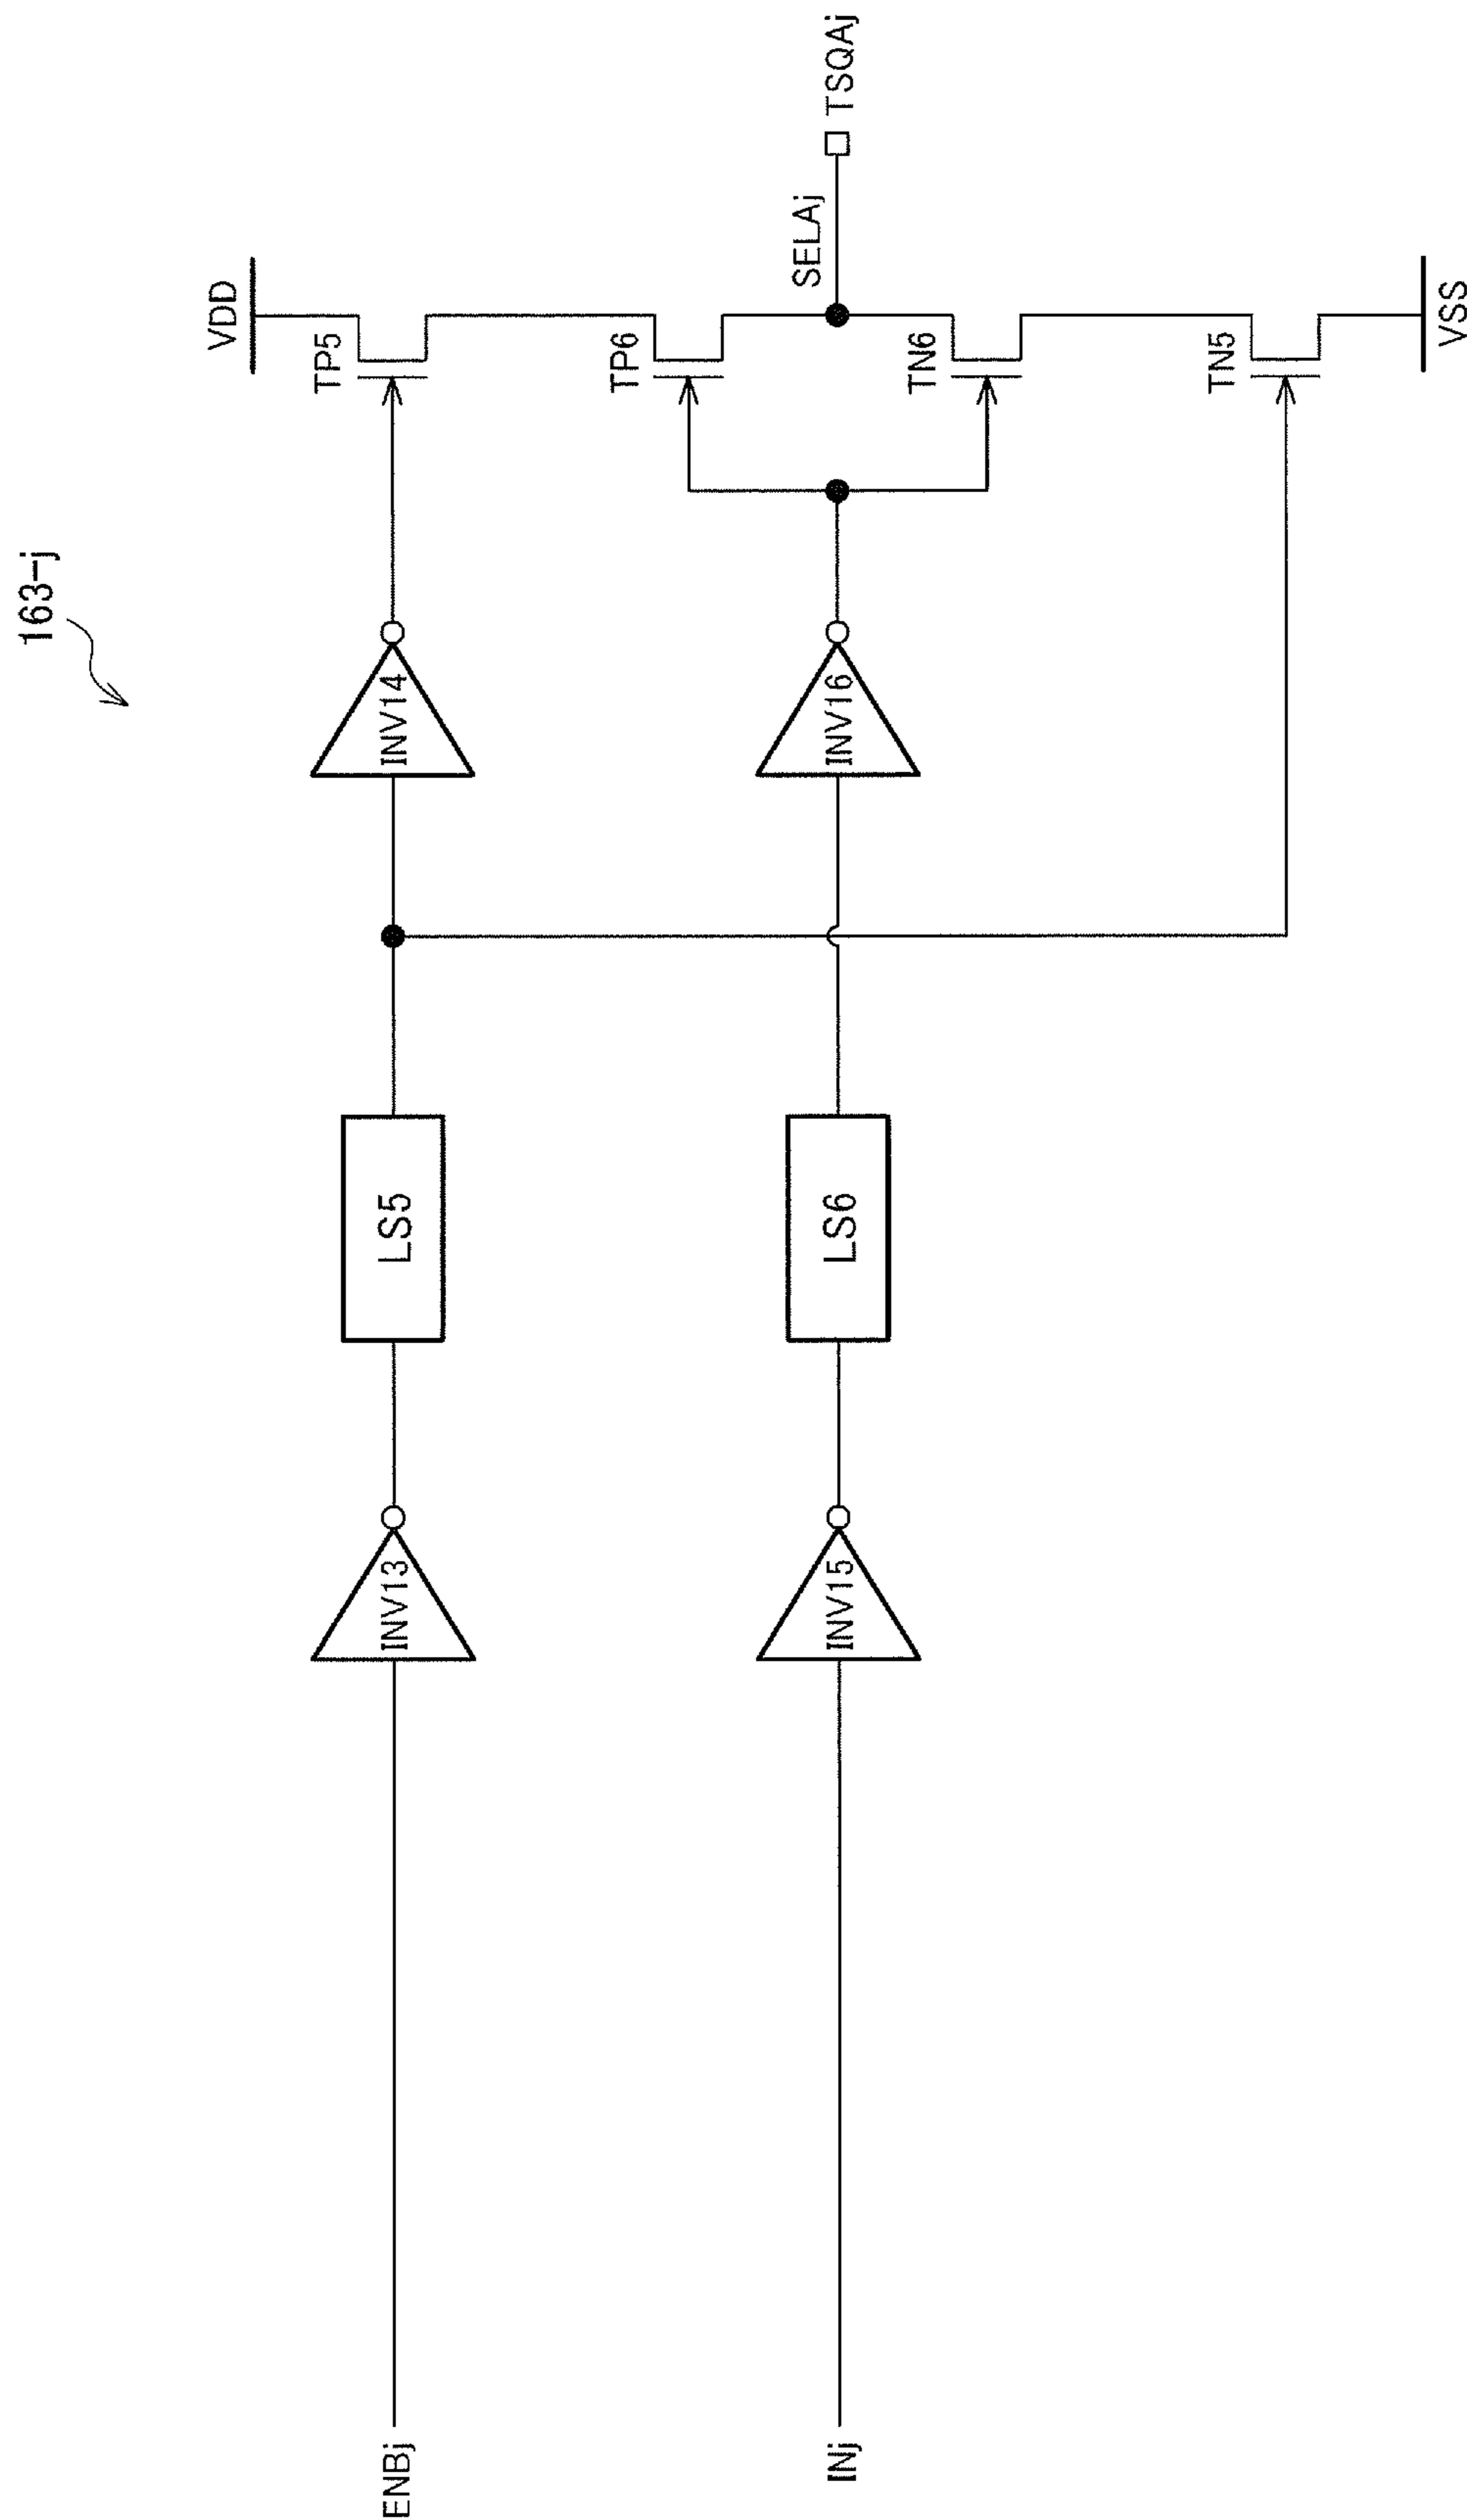 163-j
VDD
TP5
TP6
SELAj
TSQAj
TN6
TN5
VSS
INV14
INV16
LS5
LS6
INV13
INV15
ENBj
INj